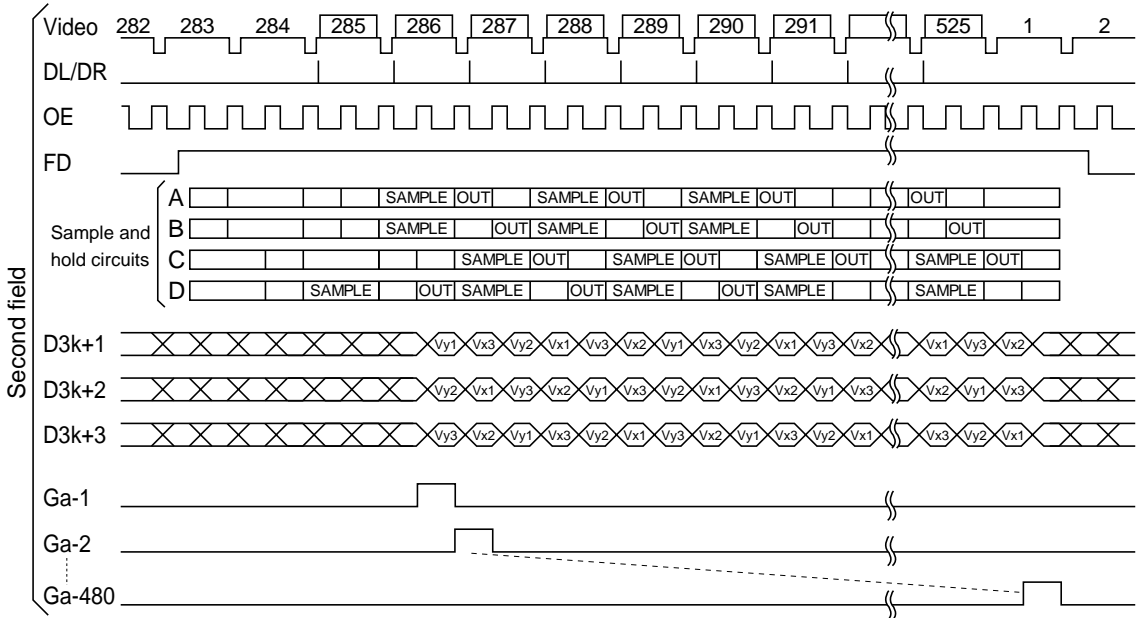 Second field
Video 282 283 284 285 286 287 288 289 290 291 525 1 2
DL/DR
OE
FD
Sample and
hold circuits
A SAMPLE OUT SAMPLE OUT SAMPLE OUT OUT
B SAMPLE OUT SAMPLE OUT SAMPLE OUT OUT
C SAMPLE OUT SAMPLE OUT SAMPLE OUT SAMPLE OUT
D SAMPLE OUT SAMPLE OUT SAMPLE OUT SAMPLE SAMPLE
D3k+1 Vy1 Vx3 Vy2 Vx1 Vv3 Vx2 Vy1 Vx3 Vy2 Vx1 Vy3 Vx2 Vx1 Vy3 Vx2
D3k+2 Vy2 Vx1 Vy3 Vx2 Vy1 Vx3 Vy2 Vx1 Vy3 Vx2 Vy1 Vx3 Vx2 Vy1 Vx3
D3k+3 Vy3 Vx2 Vy1 Vx3 Vy2 Vx1 Vy3 Vx2 Vy1 Vx3 Vy2 Vx1 Vx3 Vy2 Vx1
Ga-1
Ga-2
Ga-480